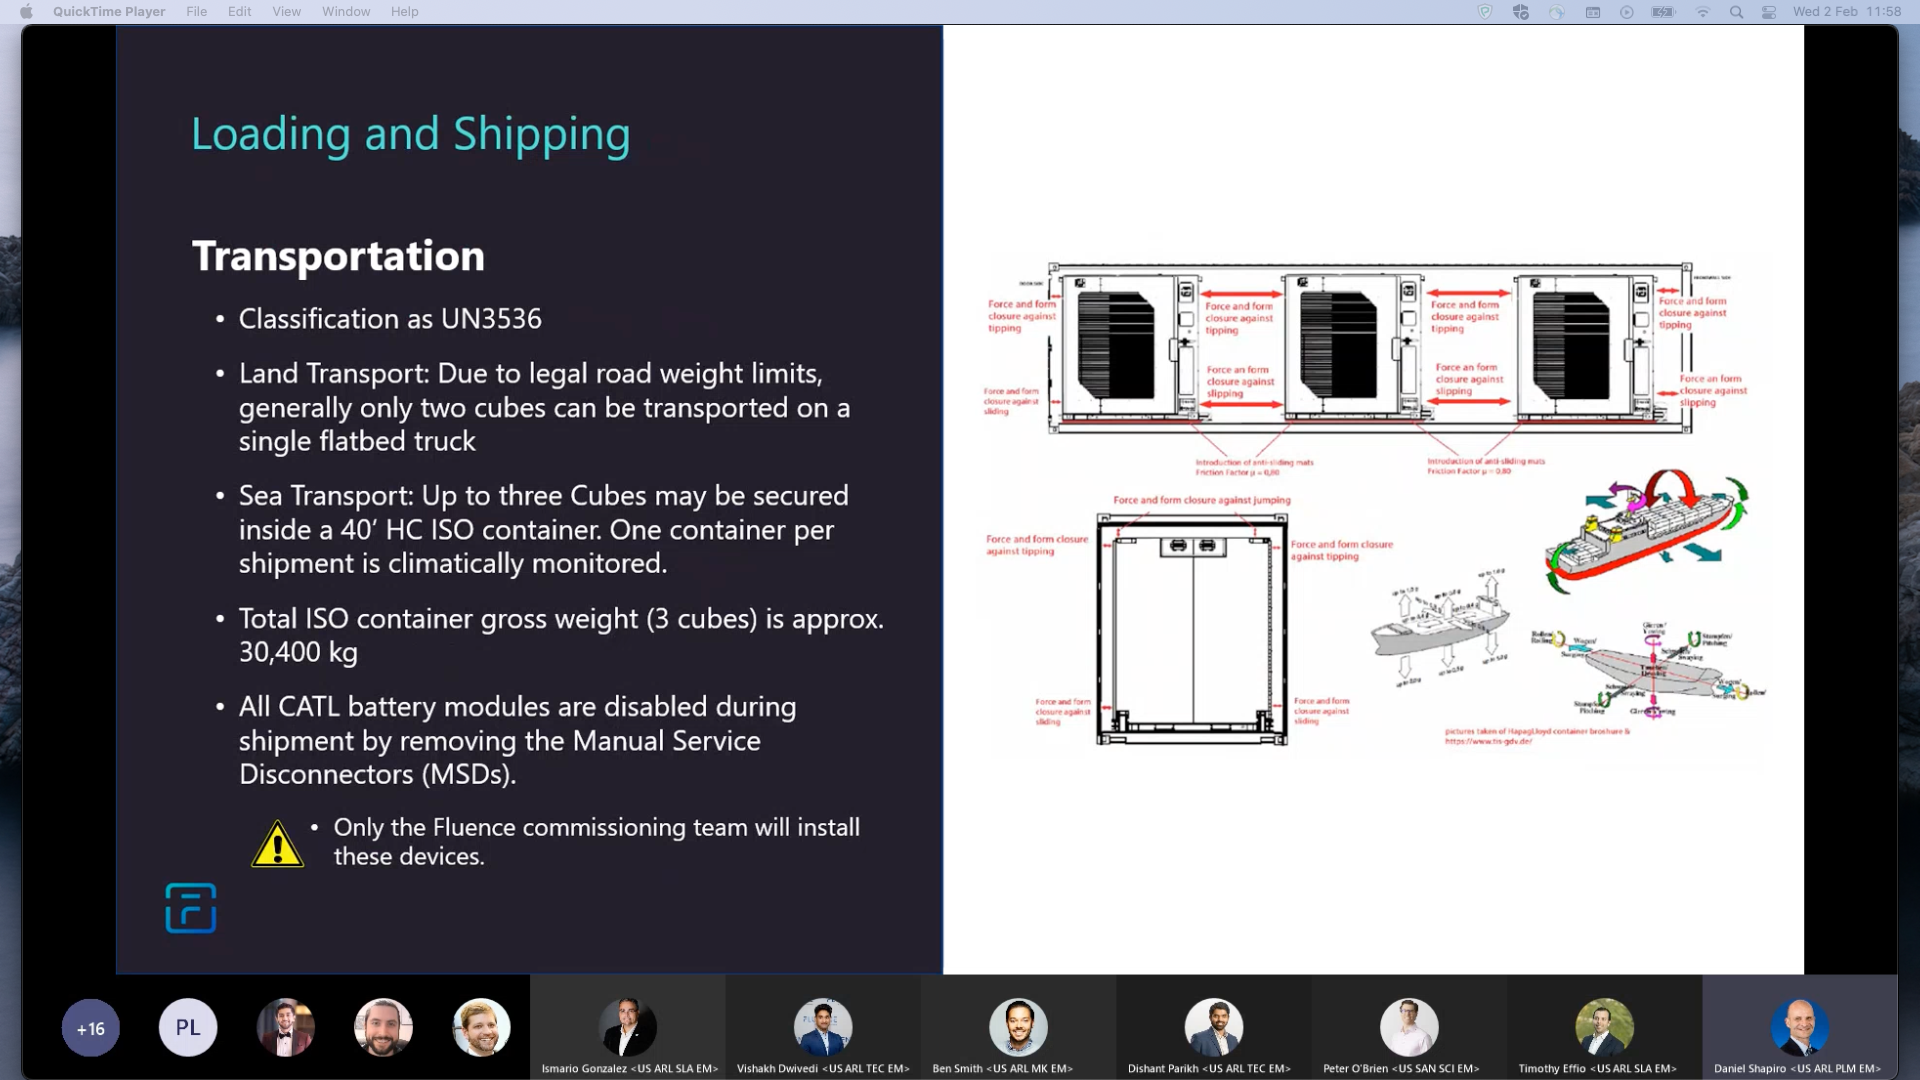 QuickTime Player File Edit View Window Help
Wed 2 Feb 11:58
Loading and Shipping
Transportation
• Classification as UN3536
• Land Transport: Due to legal road weight limits,
generally only two cubes can be transported on a
single flatbed truck
• Sea Transport: Up to three Cubes may be secured
inside a 40’ HC ISO container. One container per
shipment is climatically monitored.
• Total ISO container gross weight (3 cubes) is approx.
30,400 kg
• All CATL battery modules are disabled during
shipment by removing the Manual Service
Disconnectors (MSDs).
• Only the Fluence commissioning team will install
these devices.
Force and form
closure against
tipping
Force and form
closure against
tipping
Force and form
closure against
tipping
Force and form
closure against
tipping
Force and form
closure against
sliding
Force an form
closure against
slipping
Force an form
closure against
slipping
Force an form
closure against
slipping
Introduction of anti-sliding mats
Friction Factor µ = 0,80
Introduction of anti-sliding mats
Friction Factor µ = 0,80
Force and form closure against jumping
Force and form closure
against tipping
Force and form closure
against tipping
Force and form
closure against
sliding
Force and form
closure against
sliding
pictures taken of HapagLloyd container broshure &
https://www.tis-gdv.de/
+16
PL
Ismario Gonzalez <US ARL SLA EM>
Vishakh Dwivedi <US ARL TEC EM>
Ben Smith <US ARL MK EM>
Dishant Parikh <US ARL TEC EM>
Peter O'Brien <US SAN SCI EM>
Timothy Effio <US ARL SLA EM>
Daniel Shapiro <US ARL PLM EM>